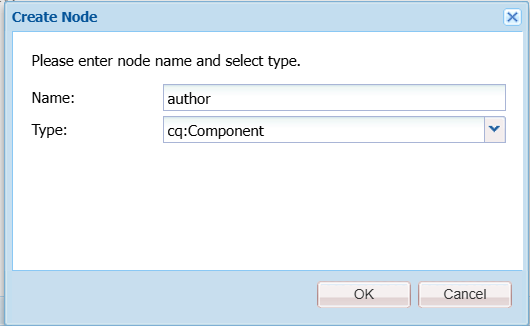 Create Node
Please enter node name and select type.
Name: author
Type: cq:Component
OK Cancel